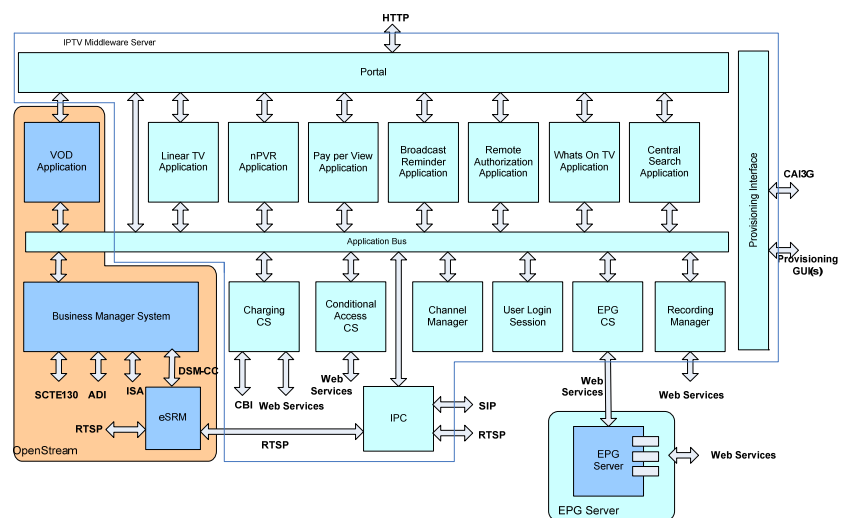 HTTP
IPTV Middleware Server
Portal
VOD
Application
Linear TV
Application
nPVR
Application
Pay per View
Application
Broadcast
Reminder
Application
Remote
Authorization
Application
Whats On TV
Application
Central
Search
Application
Provisioning Interface
CAI3G
Provisioning
GUI(s)
Application Bus
Business Manager System
Charging
CS
Conditional
Access
CS
Channel
Manager
User Login
Session
EPG
CS
Recording
Manager
SCTE130
ADI
ISA
DSM-CC
CBI
Web Services
Web
Services
Web
Services
Web Services
eSRM
RTSP
RTSP
IPC
SIP
RTSP
OpenStream
EPG
Server
Web Services
EPG Server